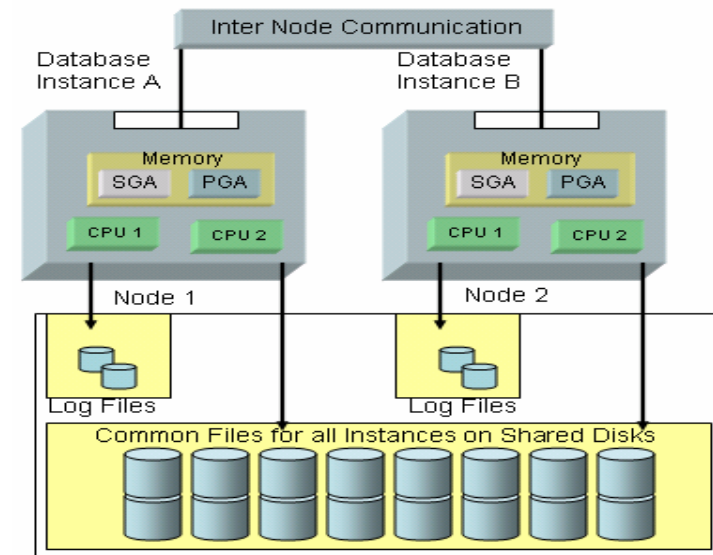 Inter Node Communication
Database
Instance A
Database
Instance B
Memory
SGA
PGA
CPU 1
CPU 2
Memory
SGA
PGA
CPU 1
CPU 2
Node 1
Node 2
Log Files
Log Files
Common Files for all Instances on Shared Disks